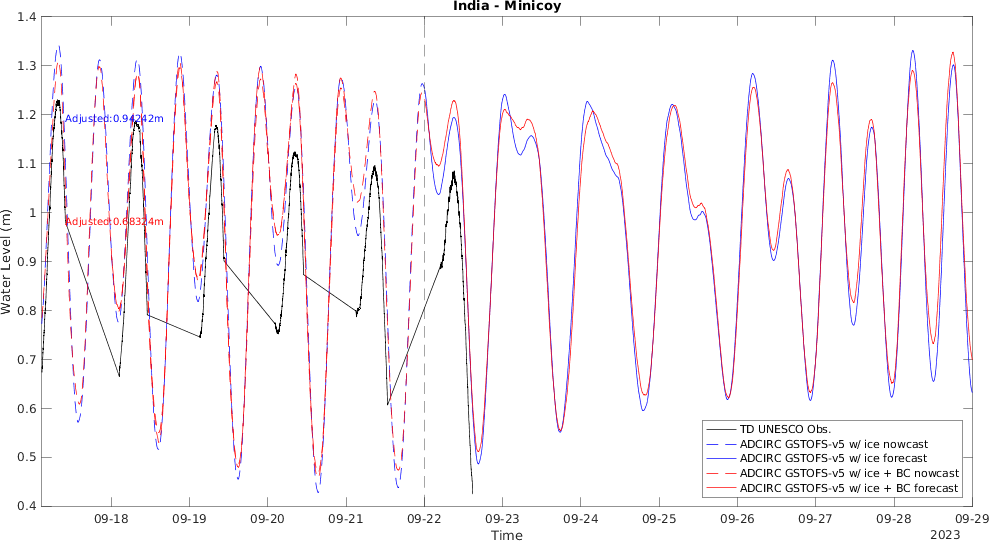 India - Minicoy
1.4
1.3
1.2
1.1
1
0.9
0.8
0.7
0.6
0.5
0.4
Water Level (m)
Adjusted:0.94242m
Adjusted:0.68324m
TD UNESCO Obs.
ADCIRC GSTOFS-v5 w/ ice nowcast
ADCIRC GSTOFS-v5 w/ ice forecast
ADCIRC GSTOFS-v5 w/ ice + BC nowcast
ADCIRC GSTOFS-v5 w/ ice + BC forecast
09-18 09-19 09-20 09-21 09-22 09-23 09-24 09-25 09-26 09-27 09-28 09-29
Time
2023